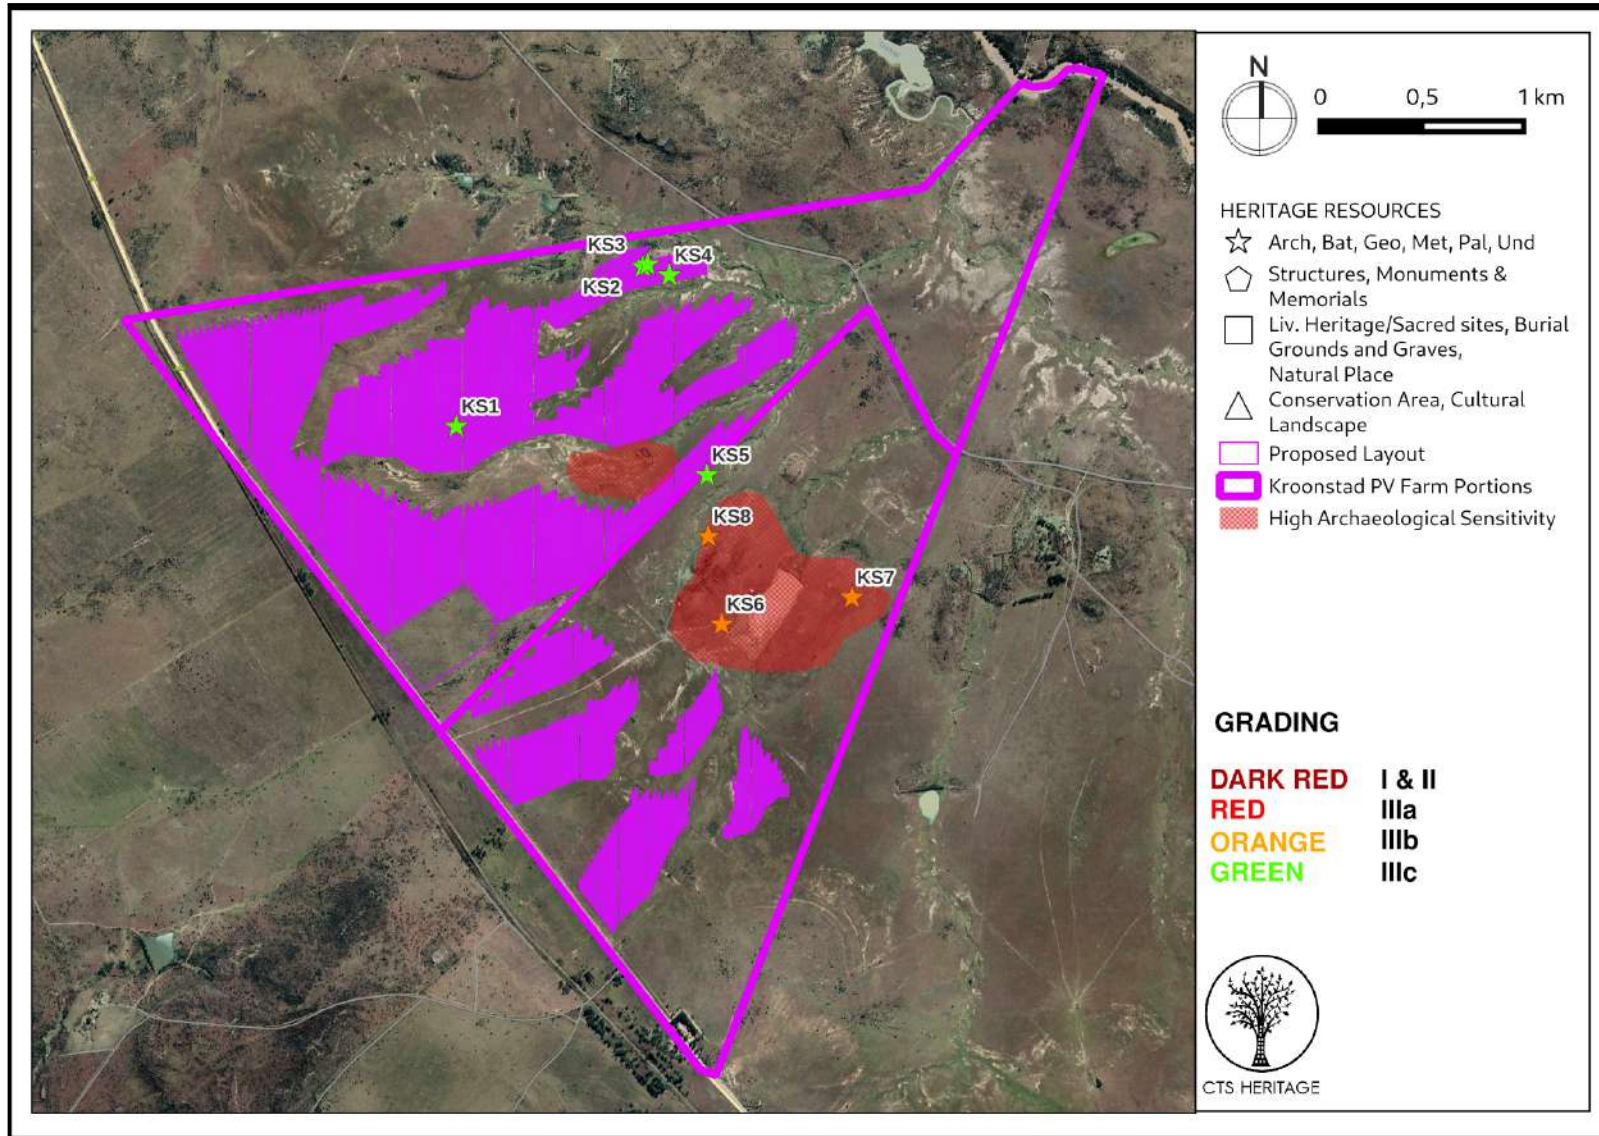 KS3
KS4
KS2
KS1
KS5
KS8
KS7
KS6
N
0 0,5 1 km
HERITAGE RESOURCES
Arch, Bat, Geo, Met, Pal, Und
Structures, Monuments &
Memorials
Liv. Heritage/Sacred sites, Burial
Grounds and Graves,
Natural Place
Conservation Area, Cultural
Landscape
Proposed Layout
Kroonstad PV Farm Portions
High Archaeological Sensitivity
GRADING
DARK RED I & II
RED IIIa
ORANGE IIIb
GREEN IIIc
CTS HERITAGE